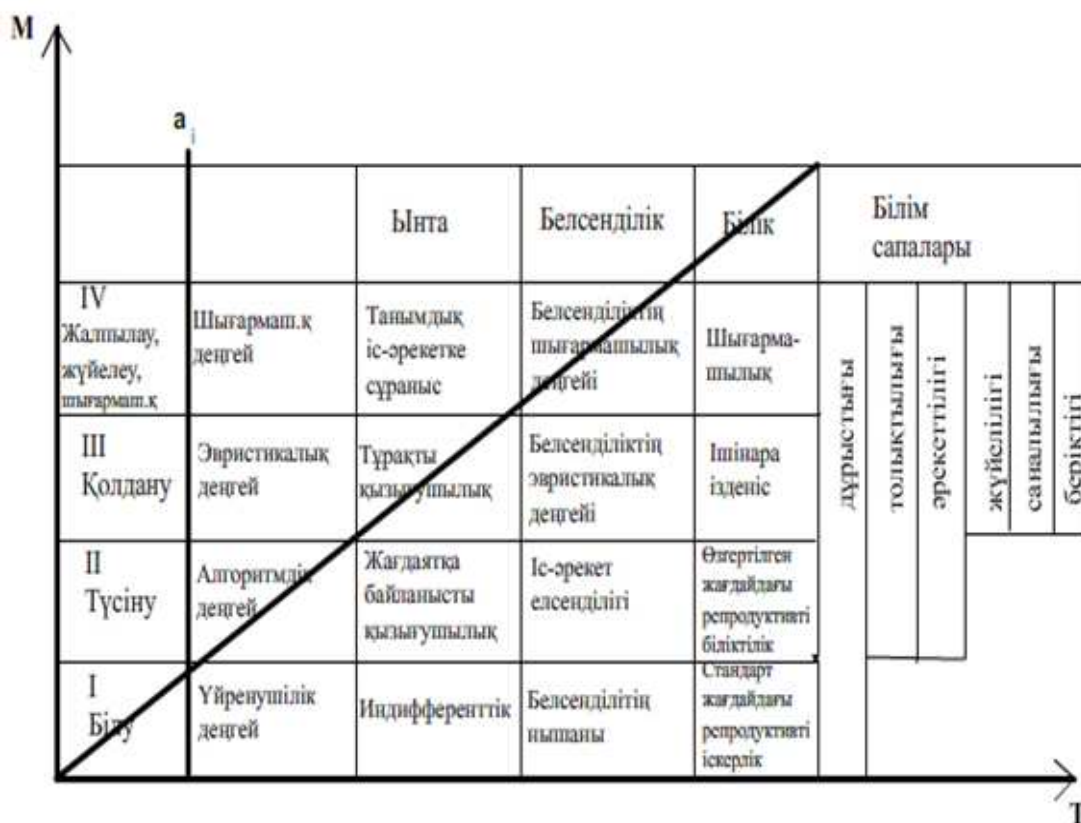 M
a i
Ынта
Белсенділік
Білік
Білім
сапалары
IV
Жалпылау,
жүйелеу,
шығармаш.қ
Шығармаш.қ
деңгей
Танымдық
іс-әрекетке
сұраныс
Белсенділіктің
шығармашылық
деңгейі
Шығарма-
шылық
III
Қолдану
Эвристикалық
деңгей
Тұрақты
қызығушылық
Белсенділіктің
эвристикалық
деңгейі
Ішінара
ізденіс
II
Түсіну
Алгоритмдік
деңгей
Жағдаятқа
байланысты
қызығушылық
Іс-әрекет
елсенділігі
Өзгертілген
жағдайдағы
репродуктивті
біліктілік
I
Білу
Үйренушілік
деңгей
Индифференттік
Белсенділітің
нышаны
Стандарт
жағдайдағы
репродуктивті
іскерлік
дұрыстығы
толықтылығы
әрекеттілігі
жүйелілігі
саналылығы
беріктігі
T